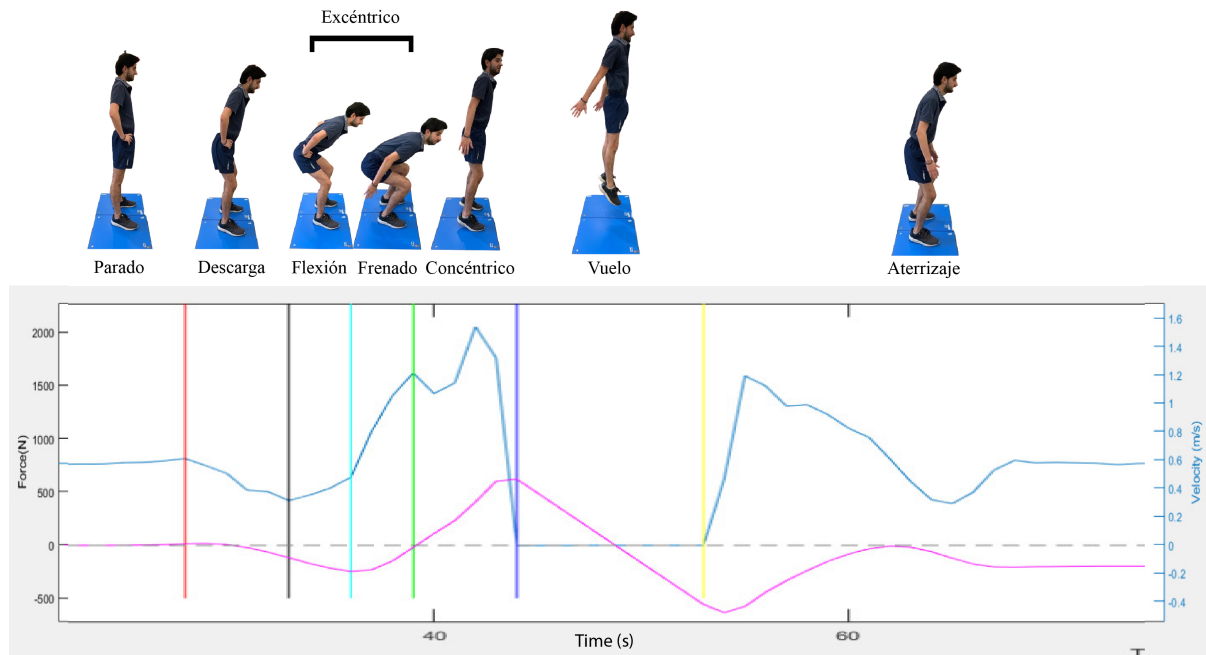 Excéntrico
Parado
Descarga
Flexión
Frenado
Concéntrico
Vuelo
Aterrizaje
Force(N)
2000
1500
1000
500
0
-500
40
60
Time (s)
1.6
1.4
1.2
1
0.8
0.6
0.4
0.2
0
-0.2
-0.4
Velocity (m/s)